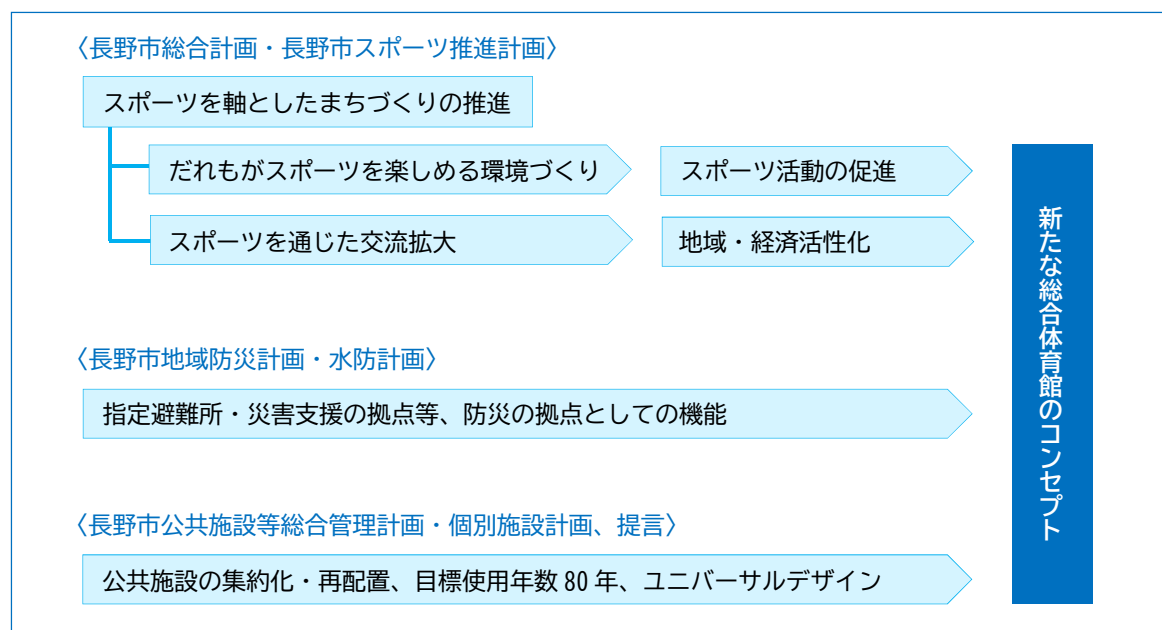 〈長野市総合計画・長野市スポーツ推進計画〉
スポーツを軸としたまちづくりの推進
だれもがスポーツを楽しめる環境づくり
スポーツ活動の促進
スポーツを通じた交流拡大
地域・経済活性化
〈長野市地域防災計画・水防計画〉
指定避難所・災害支援の拠点等、防災の拠点としての機能
〈長野市公共施設等総合管理計画・個別施設計画、提言〉
公共施設の集約化・再配置、目標使用年数 80 年、ユニバーサルデザイン
新たな総合体育館のコンセプト